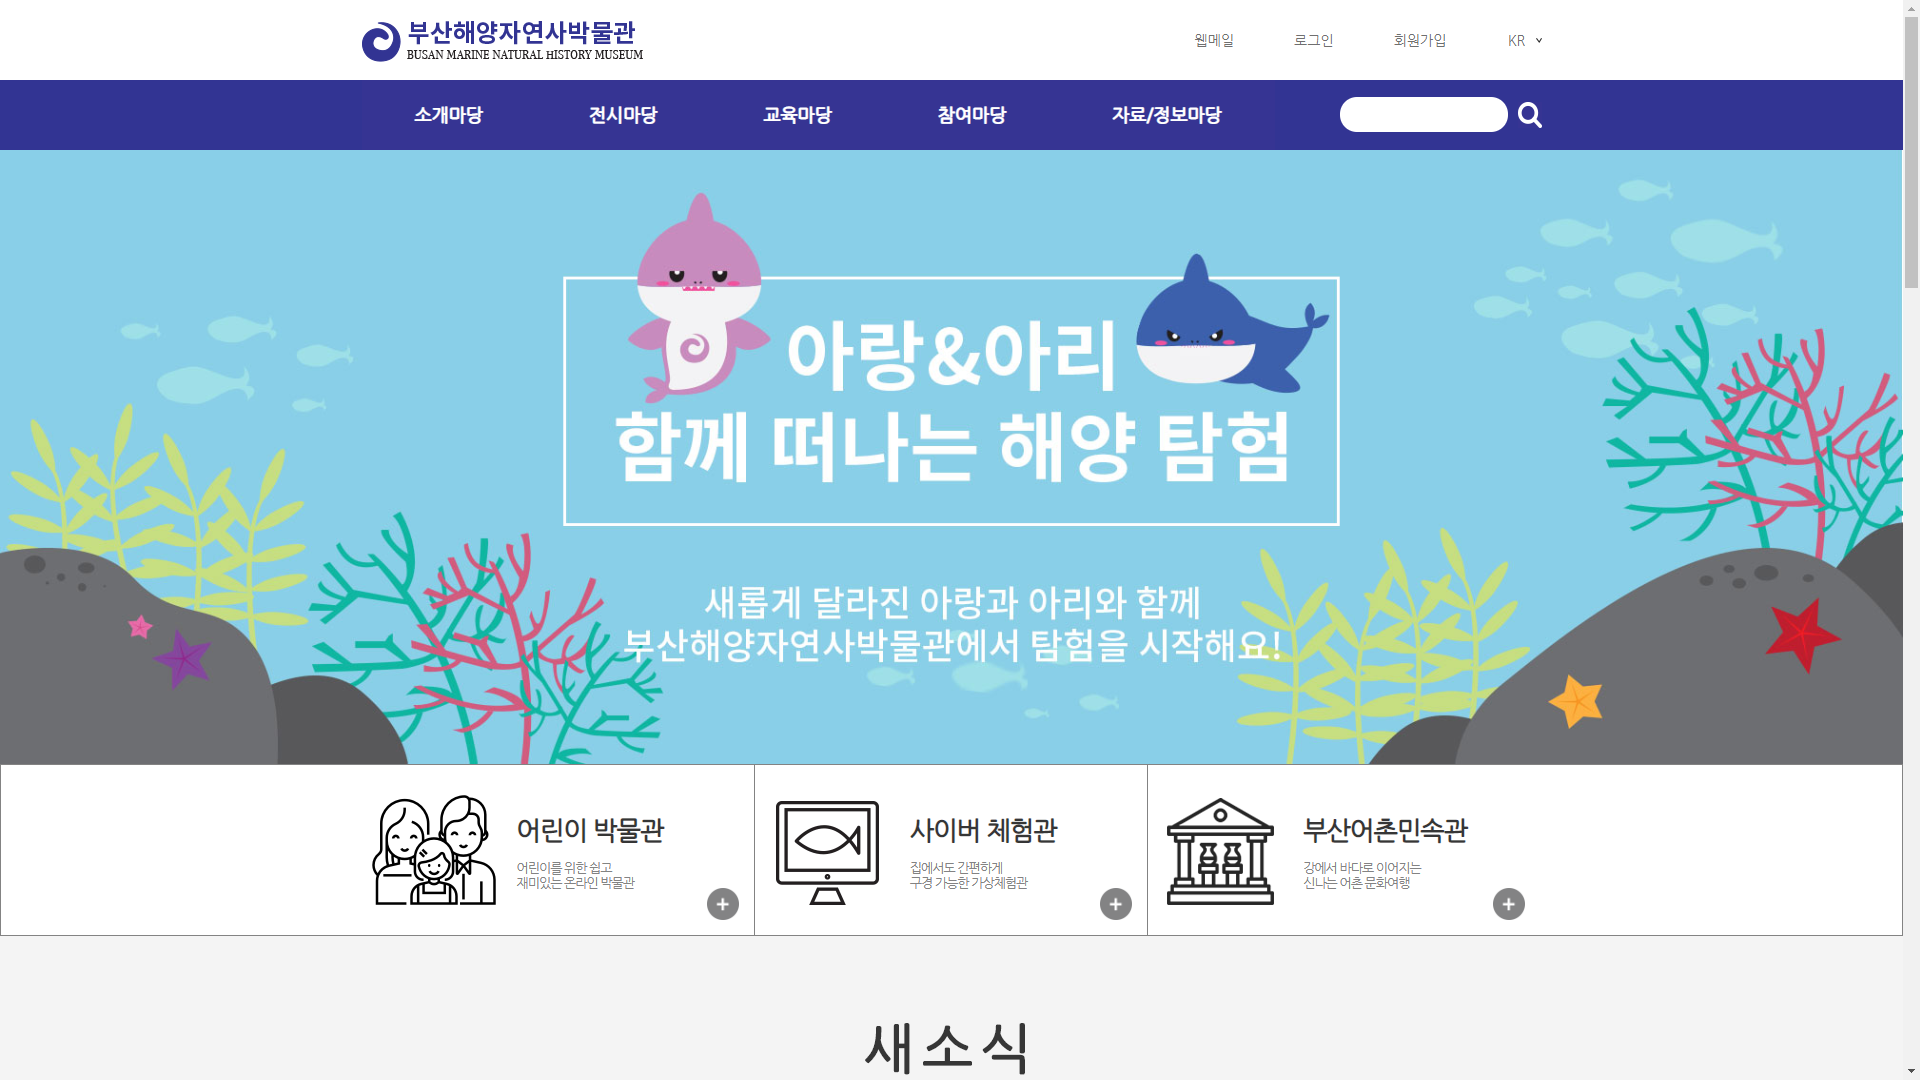 부산해양자연사박물관
BUSAN MARINE NATURAL HISTORY MUSEUM
웹메일
로그인
회원가입
KR
소개마당
전시마당
교육마당
참여마당
자료/정보마당
아랑&아리
함께 떠나는 해양 탐험
새롭게 달라진 아랑과 아리와 함께
부산해양자연사박물관에서 탐험을 시작해요!
어린이 박물관
어린이를 위한 쉽고
재미있는 온라인 박물관
사이버 체험관
집에서도 간편하게
구경 가능한 가상체험관
부산어촌민속관
강에서 바다로 이어지는
신나는 어촌 문화여행
새소식